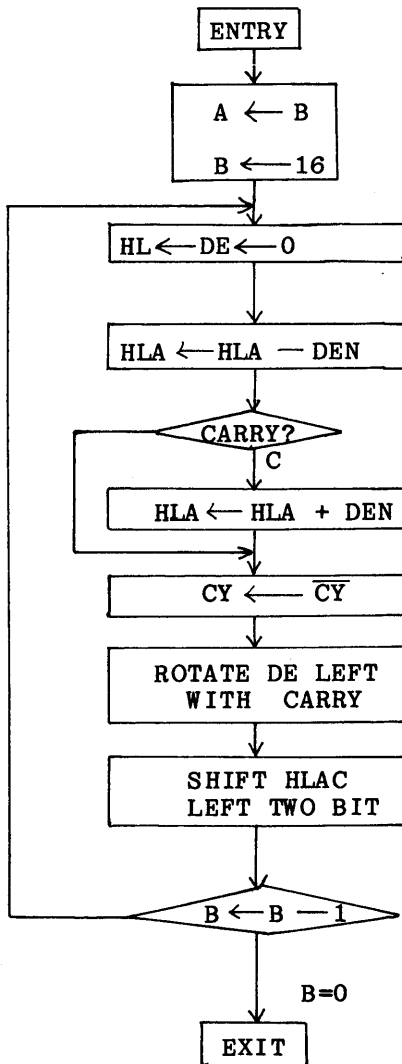 ENTRY
A ← B
B ← 16
HL ← DE ← 0
HLA ← HLA — DEN
CARRY?
C
HLA ← HLA + DEN
CY ← C̅Y̅
ROTATE DE LEFT
WITH CARRY
SHIFT HLAC
LEFT TWO BIT
B ← B — 1
B=0
EXIT